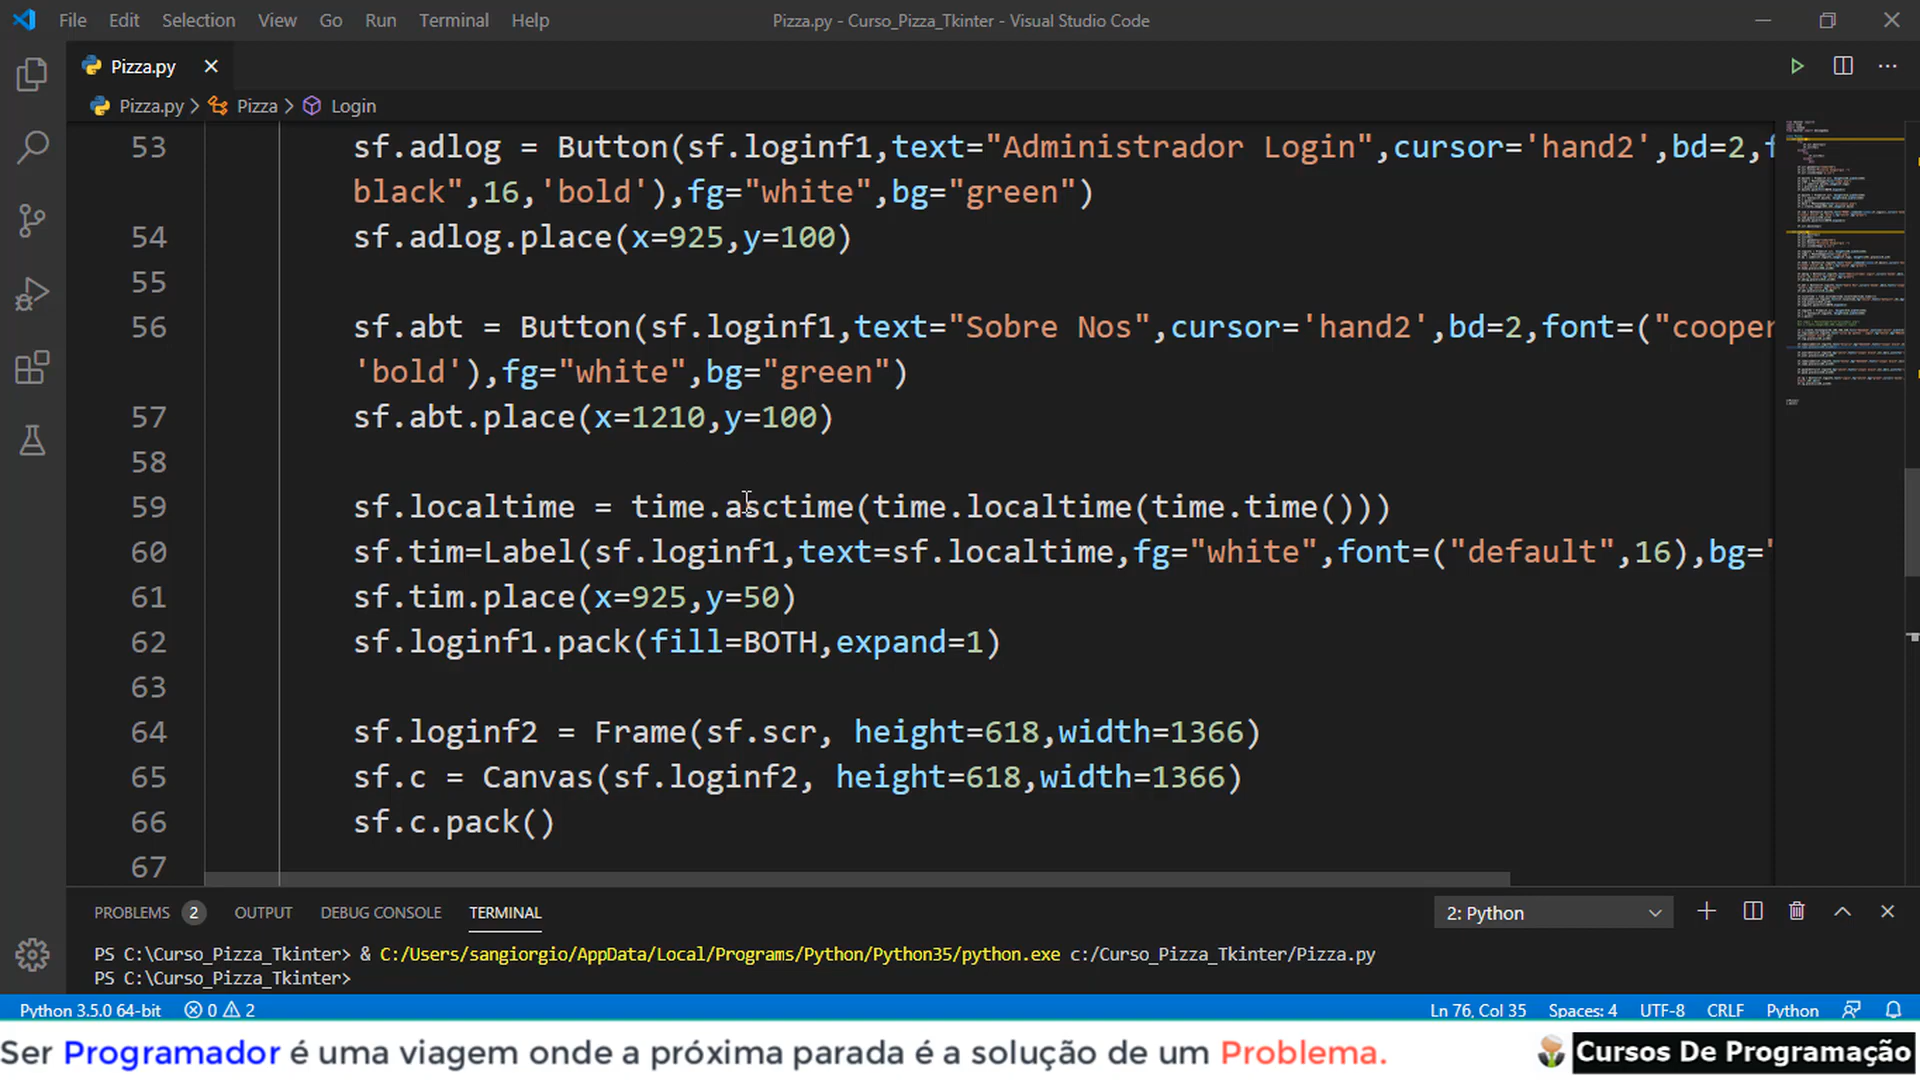 File Edit Selection View Go Run Terminal Help Pizza.py - Curso_Pizza_Tkinter - Visual Studio Code
Pizza.py
Pizza.py > Pizza > Login
53 sf.adlog = Button(sf.loginf1,text="Administrador Login",cursor='hand2',bd=2,f
black",16,'bold'),fg="white",bg="green")
54 sf.adlog.place(x=925,y=100)
55
56 sf.abt = Button(sf.loginf1,text="Sobre Nos",cursor='hand2',bd=2,font=("cooper
'bold'),fg="white",bg="green")
57 sf.abt.place(x=1210,y=100)
58
59 sf.localtime = time.asctime(time.localtime(time.time()))
60 sf.tim=Label(sf.loginf1,text=sf.localtime,fg="white",font=("default",16),bg='
61 sf.tim.place(x=925,y=50)
62 sf.loginf1.pack(fill=BOTH,expand=1)
63
64 sf.loginf2 = Frame(sf.scr, height=618,width=1366)
65 sf.c = Canvas(sf.loginf2, height=618,width=1366)
66 sf.c.pack()
67
PROBLEMS 2 OUTPUT DEBUG CONSOLE TERMINAL 2: Python
PS C:\Curso_Pizza_Tkinter> & C:/Users/sangiorgio/AppData/Local/Programs/Python/Python35/python.exe c:/Curso_Pizza_Tkinter/Pizza.py
PS C:\Curso_Pizza_Tkinter>
Python 3.5.0 64-bit 0 2 Ln 76, Col 35 Spaces: 4 UTF-8 CRLF Python
Ser Programador é uma viagem onde a próxima parada é a solução de um Problema. Cursos De Programação